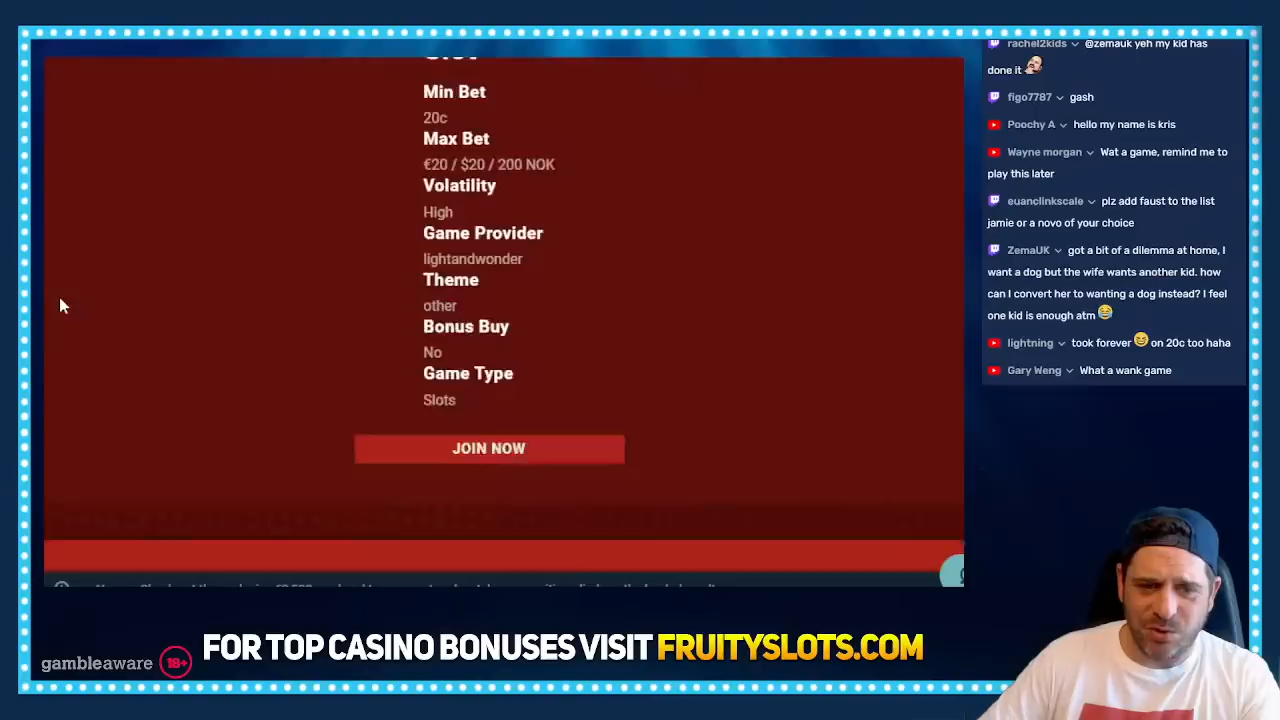 Min Bet
20c
Max Bet
€20 / $20 / 200 NOK
Volatility
High
Game Provider
lightandwonder
Theme
other
Bonus Buy
No
Game Type
Slots
JOIN NOW
rachel2kids @zemauk yeh my kid has
done it
figo7787 gash
Poochy A hello my name is kris
Wayne morgan Wat a game, remind me to
play this later
euanclinkscale plz add faust to the list
jamie or a novo of your choice
ZemaUK got a bit of a dilemma at home, I
want a dog but the wife wants another kid. how
can I convert her to wanting a dog instead? I feel
one kid is enough atm
lightning took forever on 20c too haha
Gary Weng What a wank game
gambleaware 18+
FOR TOP CASINO BONUSES VISIT FRUITYSLOTS.COM